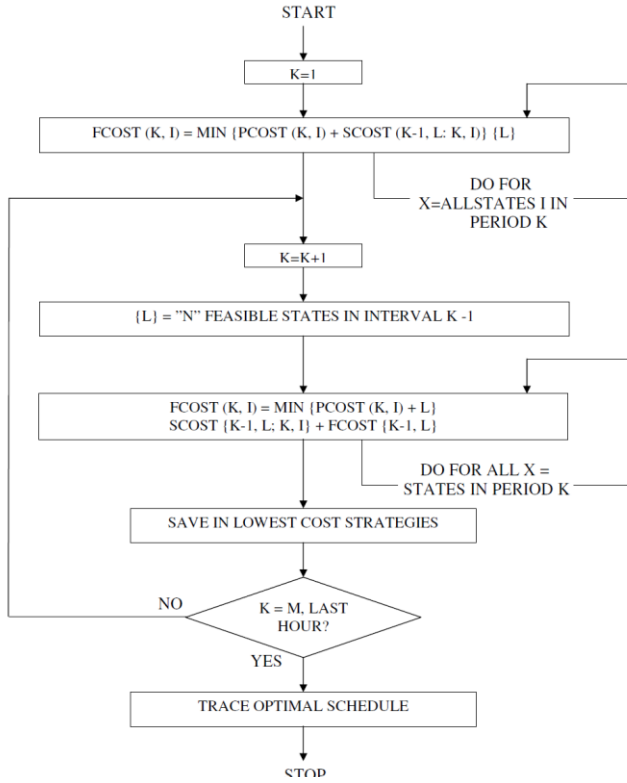 START
K=1
FCOST (K, I) = MIN {PCOST (K, I) + SCOST (K-1, L: K, I)} {L}
DO FOR
X=ALLSTATES I IN
PERIOD K
K=K+1
{L} = ”N” FEASIBLE STATES IN INTERVAL K -1
FCOST (K, I) = MIN {PCOST (K, I) + L}
SCOST {K-1, L; K, I} + FCOST {K-1, L}
DO FOR ALL X =
STATES IN PERIOD K
SAVE IN LOWEST COST STRATEGIES
NO
K = M, LAST
HOUR?
YES
TRACE OPTIMAL SCHEDULE
STOP